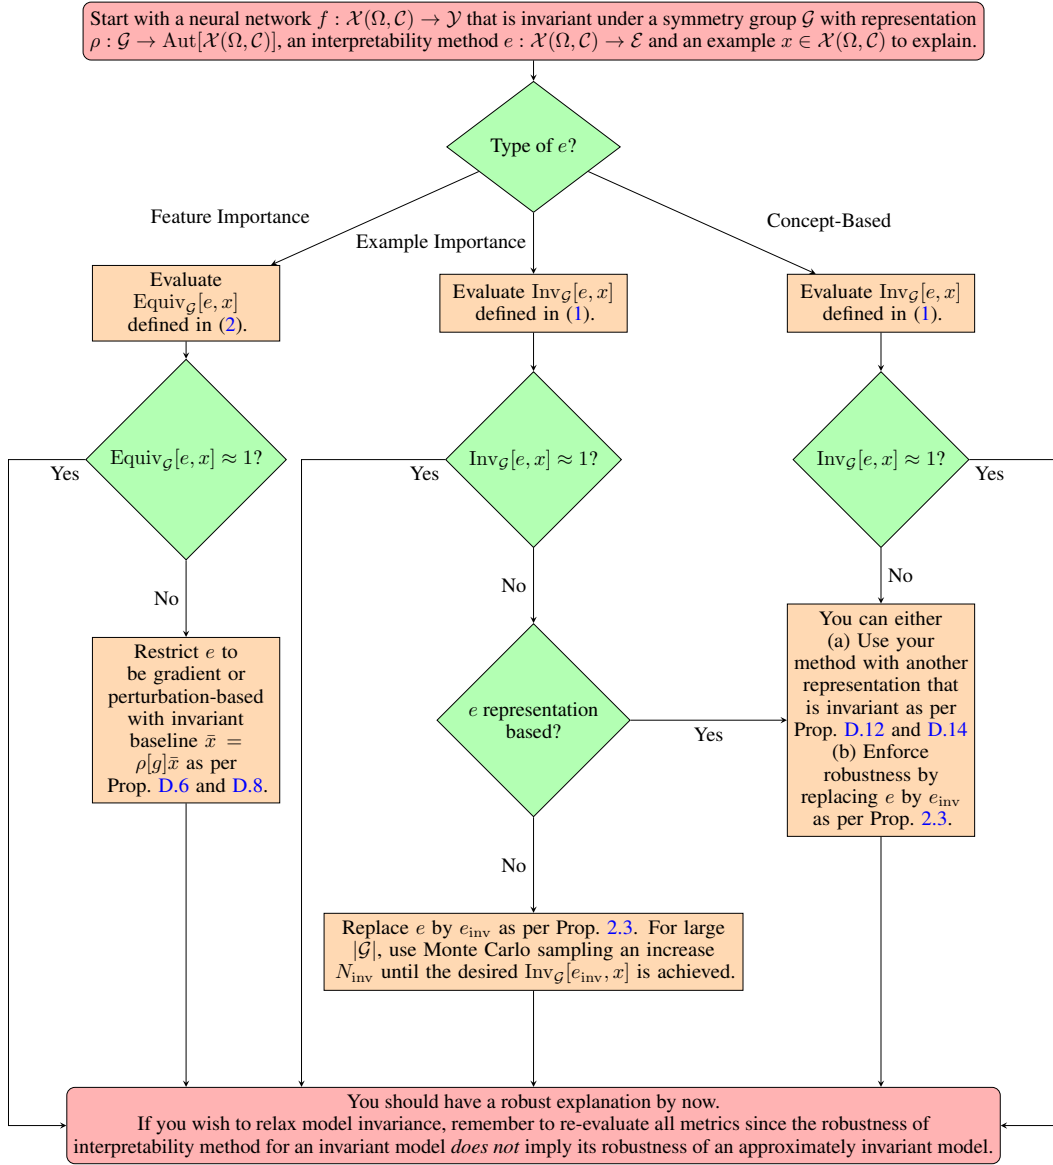 Start with a neural network f : 𝒳(Ω, 𝒞) → 𝒴 that is invariant under a symmetry group 𝒢 with representation
ρ : 𝒢 → Aut[𝒳(Ω, 𝒞)], an interpretability method e : 𝒳(Ω, 𝒞) → ℰ and an example x ∈ 𝒳(Ω, 𝒞) to explain.
Type of e?
Feature Importance
Example Importance
Concept-Based
Evaluate
Equiv_𝒢[e, x]
defined in (2).
Evaluate Inv_𝒢[e, x]
defined in (1).
Evaluate Inv_𝒢[e, x]
defined in (1).
Equiv_𝒢[e, x] ≈ 1?
Yes
No
Inv_𝒢[e, x] ≈ 1?
Yes
No
Inv_𝒢[e, x] ≈ 1?
Yes
No
Restrict e to
be gradient or
perturbation-based
with invariant
baseline x̄ =
ρ[g]x̄ as per
Prop. D.6 and D.8.
e representation
based?
Yes
No
You can either
(a) Use your
method with another
representation that
is invariant as per
Prop. D.12 and D.14
(b) Enforce
robustness by
replacing e by e_inv
as per Prop. 2.3.
Replace e by e_inv as per Prop. 2.3. For large
|𝒢|, use Monte Carlo sampling an increase
N_inv until the desired Inv_𝒢[e_inv, x] is achieved.
You should have a robust explanation by now.
If you wish to relax model invariance, remember to re-evaluate all metrics since the robustness of
interpretability method for an invariant model does not imply its robustness of an approximately invariant model.